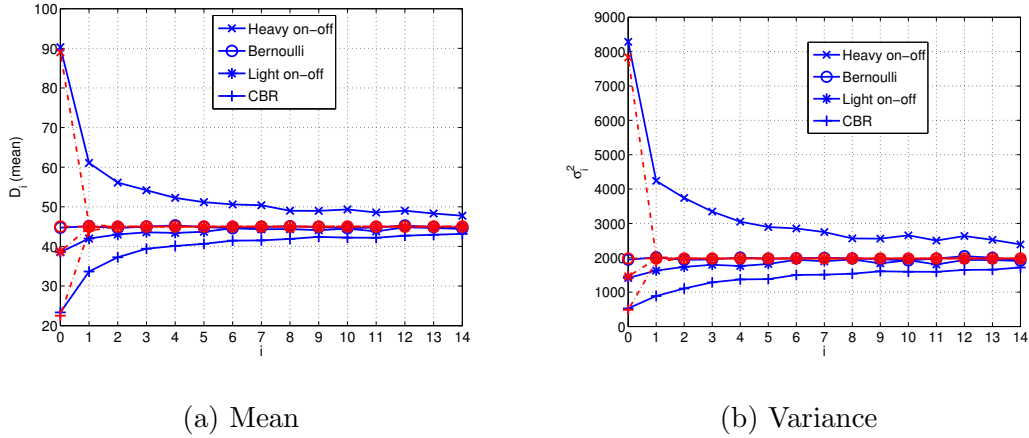 100
90
80
70
60
50
40
30
20
D_i (mean)
0 1 2 3 4 5 6 7 8 9 10 11 12 13 14
i
Heavy on−off
Bernoulli
Light on−off
CBR
(a) Mean
9000
8000
7000
6000
5000
4000
3000
2000
1000
0
σ_i^2
0 1 2 3 4 5 6 7 8 9 10 11 12 13 14
i
Heavy on−off
Bernoulli
Light on−off
CBR
(b) Variance